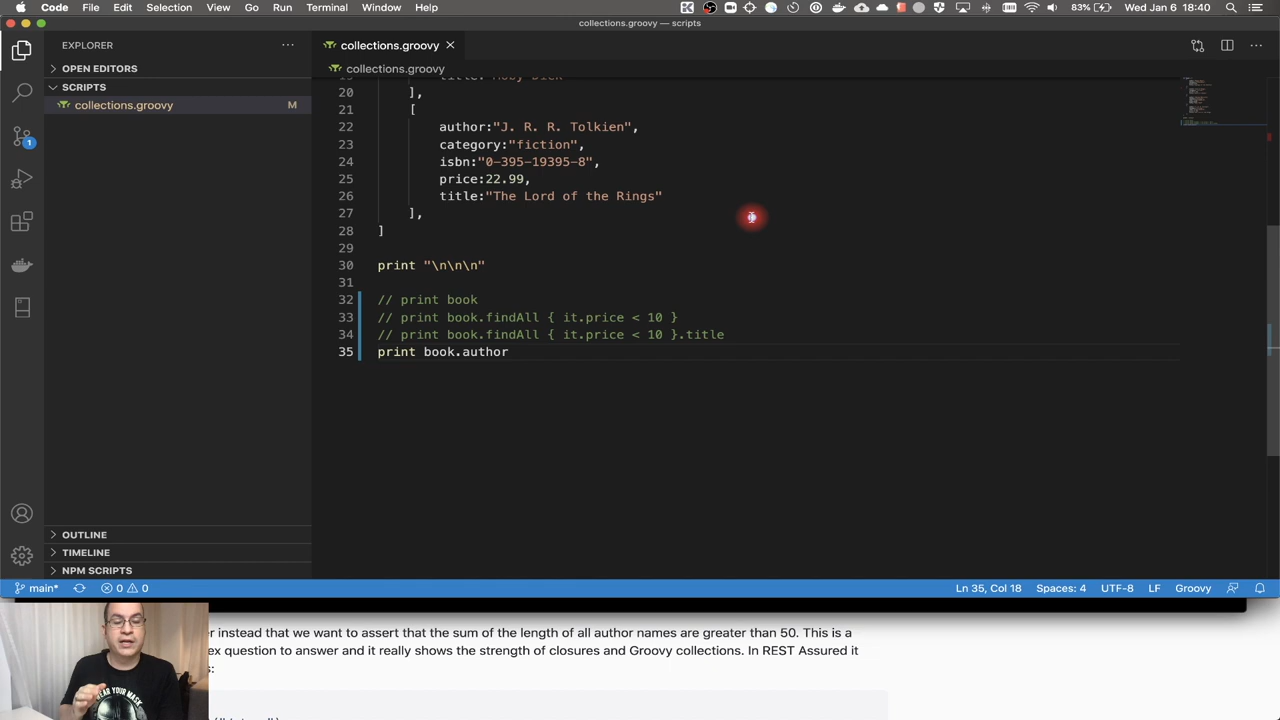 Code File Edit Selection View Go Run Terminal Window Help 83% Wed Jan 6 18:40
collections.groovy — scripts
EXPLORER
collections.groovy
OPEN EDITORS
collections.groovy
SCRIPTS
collections.groovy M
1
20 ],
21 [
22 author:"J. R. R. Tolkien",
23 category:"fiction",
24 isbn:"0-395-19395-8",
25 price:22.99,
26 title:"The Lord of the Rings"
27 ],
28 ]
29
30 print "\n\n\n"
31
32 // print book
33 // print book.findAll { it.price < 10 }
34 // print book.findAll { it.price < 10 }.title
35 print book.author
OUTLINE
TIMELINE
NPM SCRIPTS
main* 0 0 Ln 35, Col 18 Spaces: 4 UTF-8 LF Groovy
instead that we want to assert that the sum of the length of all author names are greater than 50. This is a
question to answer and it really shows the strength of closures and Groovy collections. In REST Assured it
WEAR YOUR MASK